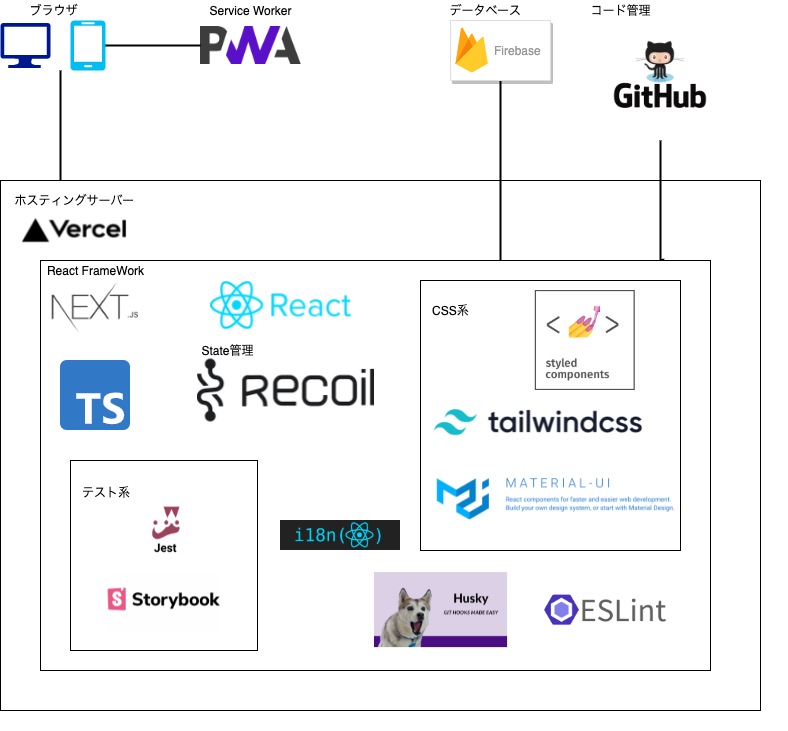 ブラウザ
Service Worker
PWA
データベース
Firebase
コード管理
GitHub
ホスティングサーバー
Vercel
React FrameWork
NEXT.JS
React
CSS系
< >
styled
components
TS
State管理
RECOIL
tailwindcss
MATERIAL-UI
React components for faster and easier web development.
Build your own design system, or start with Material Design.
テスト系
Jest
Storybook
i18n( )
Husky
GIT HOOKS MADE EASY
ESLint